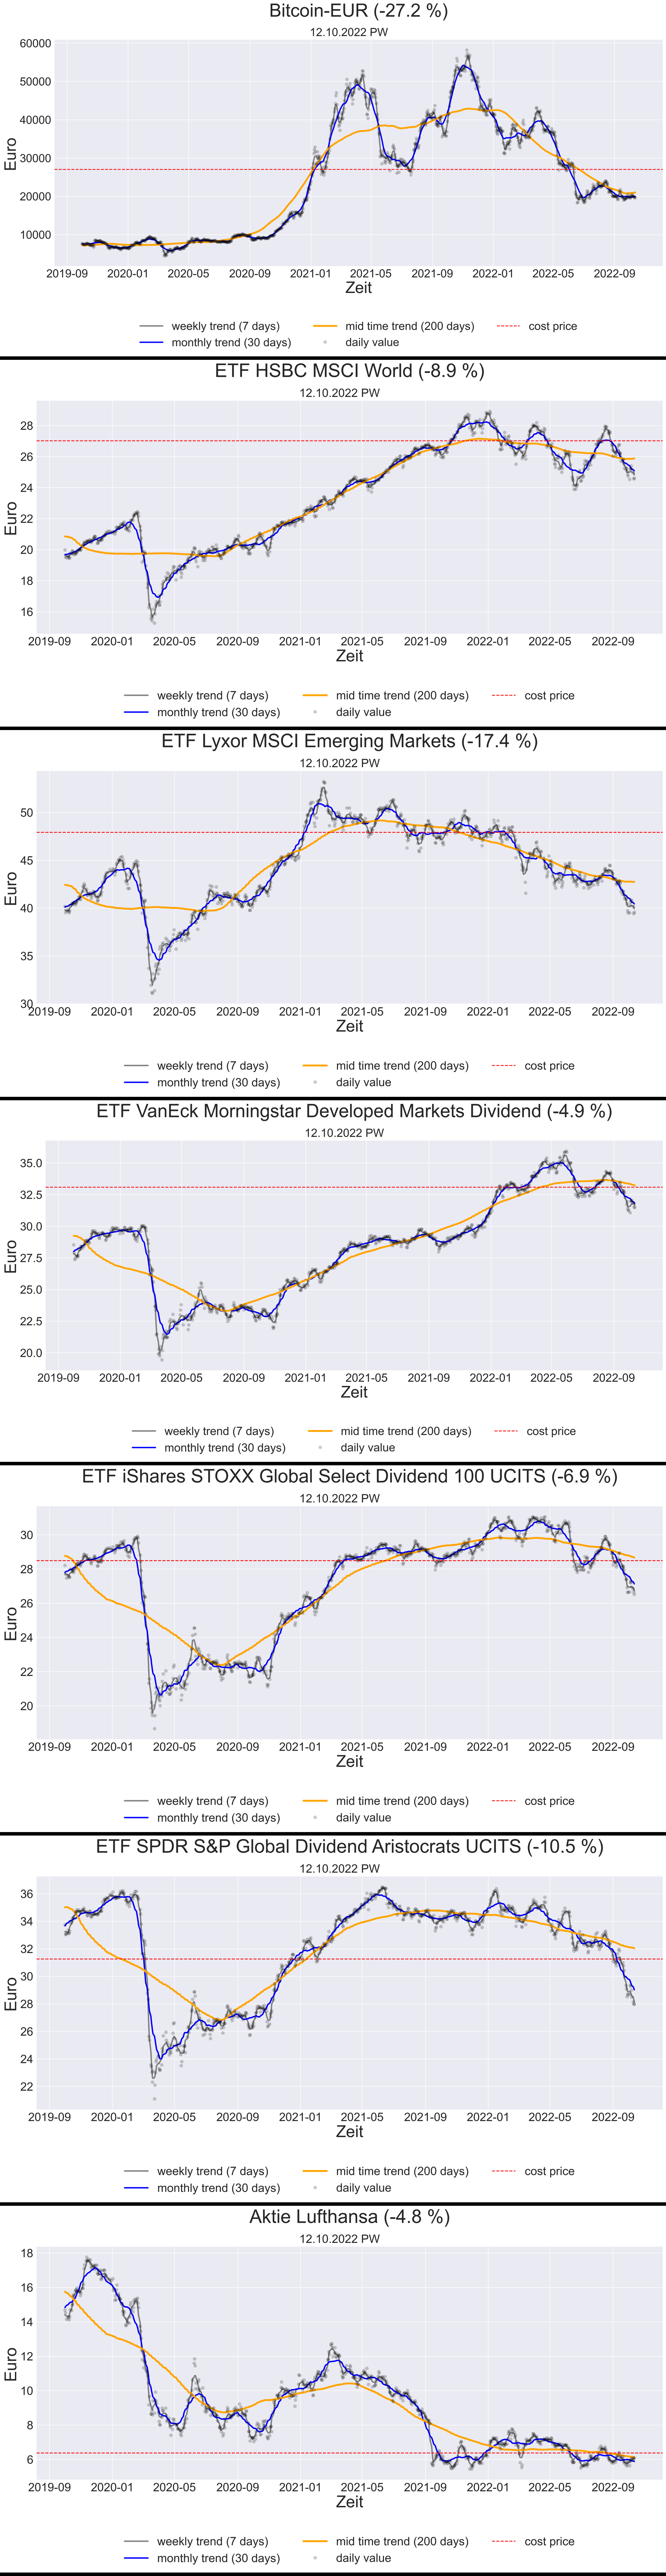 Bitcoin-EUR (-27.2 %)
12.10.2022 PW
60000
50000
40000
30000
20000
10000
Euro
2019-09 2020-01 2020-05 2020-09 2021-01 2021-05 2021-09 2022-01 2022-05 2022-09
Zeit
weekly trend (7 days) mid time trend (200 days) cost price
monthly trend (30 days) daily value
ETF HSBC MSCI World (-8.9 %)
12.10.2022 PW
28
26
24
22
20
18
16
Euro
2019-09 2020-01 2020-05 2020-09 2021-01 2021-05 2021-09 2022-01 2022-05 2022-09
Zeit
weekly trend (7 days) mid time trend (200 days) cost price
monthly trend (30 days) daily value
ETF Lyxor MSCI Emerging Markets (-17.4 %)
12.10.2022 PW
50
45
40
35
30
Euro
2019-09 2020-01 2020-05 2020-09 2021-01 2021-05 2021-09 2022-01 2022-05 2022-09
Zeit
weekly trend (7 days) mid time trend (200 days) cost price
monthly trend (30 days) daily value
ETF VanEck Morningstar Developed Markets Dividend (-4.9 %)
12.10.2022 PW
35.0
32.5
30.0
27.5
25.0
22.5
20.0
Euro
2019-09 2020-01 2020-05 2020-09 2021-01 2021-05 2021-09 2022-01 2022-05 2022-09
Zeit
weekly trend (7 days) mid time trend (200 days) cost price
monthly trend (30 days) daily value
ETF iShares STOXX Global Select Dividend 100 UCITS (-6.9 %)
12.10.2022 PW
30
28
26
24
22
20
Euro
2019-09 2020-01 2020-05 2020-09 2021-01 2021-05 2021-09 2022-01 2022-05 2022-09
Zeit
weekly trend (7 days) mid time trend (200 days) cost price
monthly trend (30 days) daily value
ETF SPDR S&P Global Dividend Aristocrats UCITS (-10.5 %)
12.10.2022 PW
36
34
32
30
28
26
24
22
Euro
2019-09 2020-01 2020-05 2020-09 2021-01 2021-05 2021-09 2022-01 2022-05 2022-09
Zeit
weekly trend (7 days) mid time trend (200 days) cost price
monthly trend (30 days) daily value
Aktie Lufthansa (-4.8 %)
12.10.2022 PW
18
16
14
12
10
8
6
Euro
2019-09 2020-01 2020-05 2020-09 2021-01 2021-05 2021-09 2022-01 2022-05 2022-09
Zeit
weekly trend (7 days) mid time trend (200 days) cost price
monthly trend (30 days) daily value